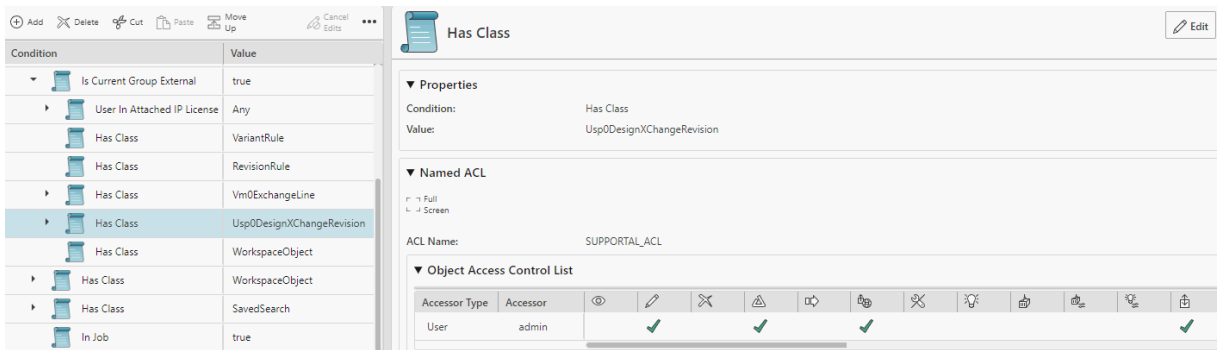 Add Delete Cut Paste Move Up Cancel Edits •••
Condition Value
Is Current Group External true
User In Attached IP License Any
Has Class VariantRule
Has Class RevisionRule
Has Class Vm0ExchangeLine
Has Class Usp0DesignXChangeRevision
Has Class WorkspaceObject
Has Class WorkspaceObject
Has Class SavedSearch
In Job true
Has Class
Edit
Properties
Condition: Has Class
Value: Usp0DesignXChangeRevision
Named ACL
Full
Screen
ACL Name: SUPPORTAL_ACL
Object Access Control List
Accessor Type Accessor
User admin